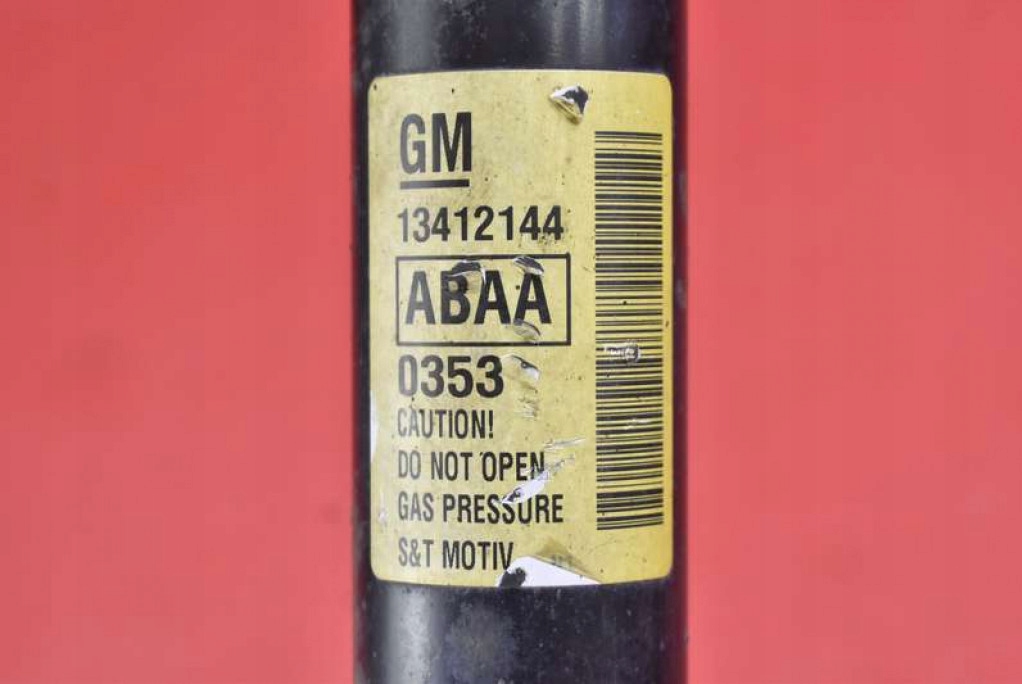 GM
13412144
ABAA
0353
CAUTION!
DO NOT OPEN
GAS PRESSURE
S&T MOTIV